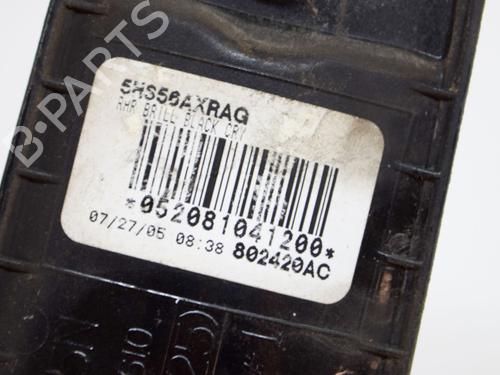 5HS56AXRAG
RHR BRILL BLACK CRY
*052081041200*
07/27/05 08:38 802420AC
B-PARTS